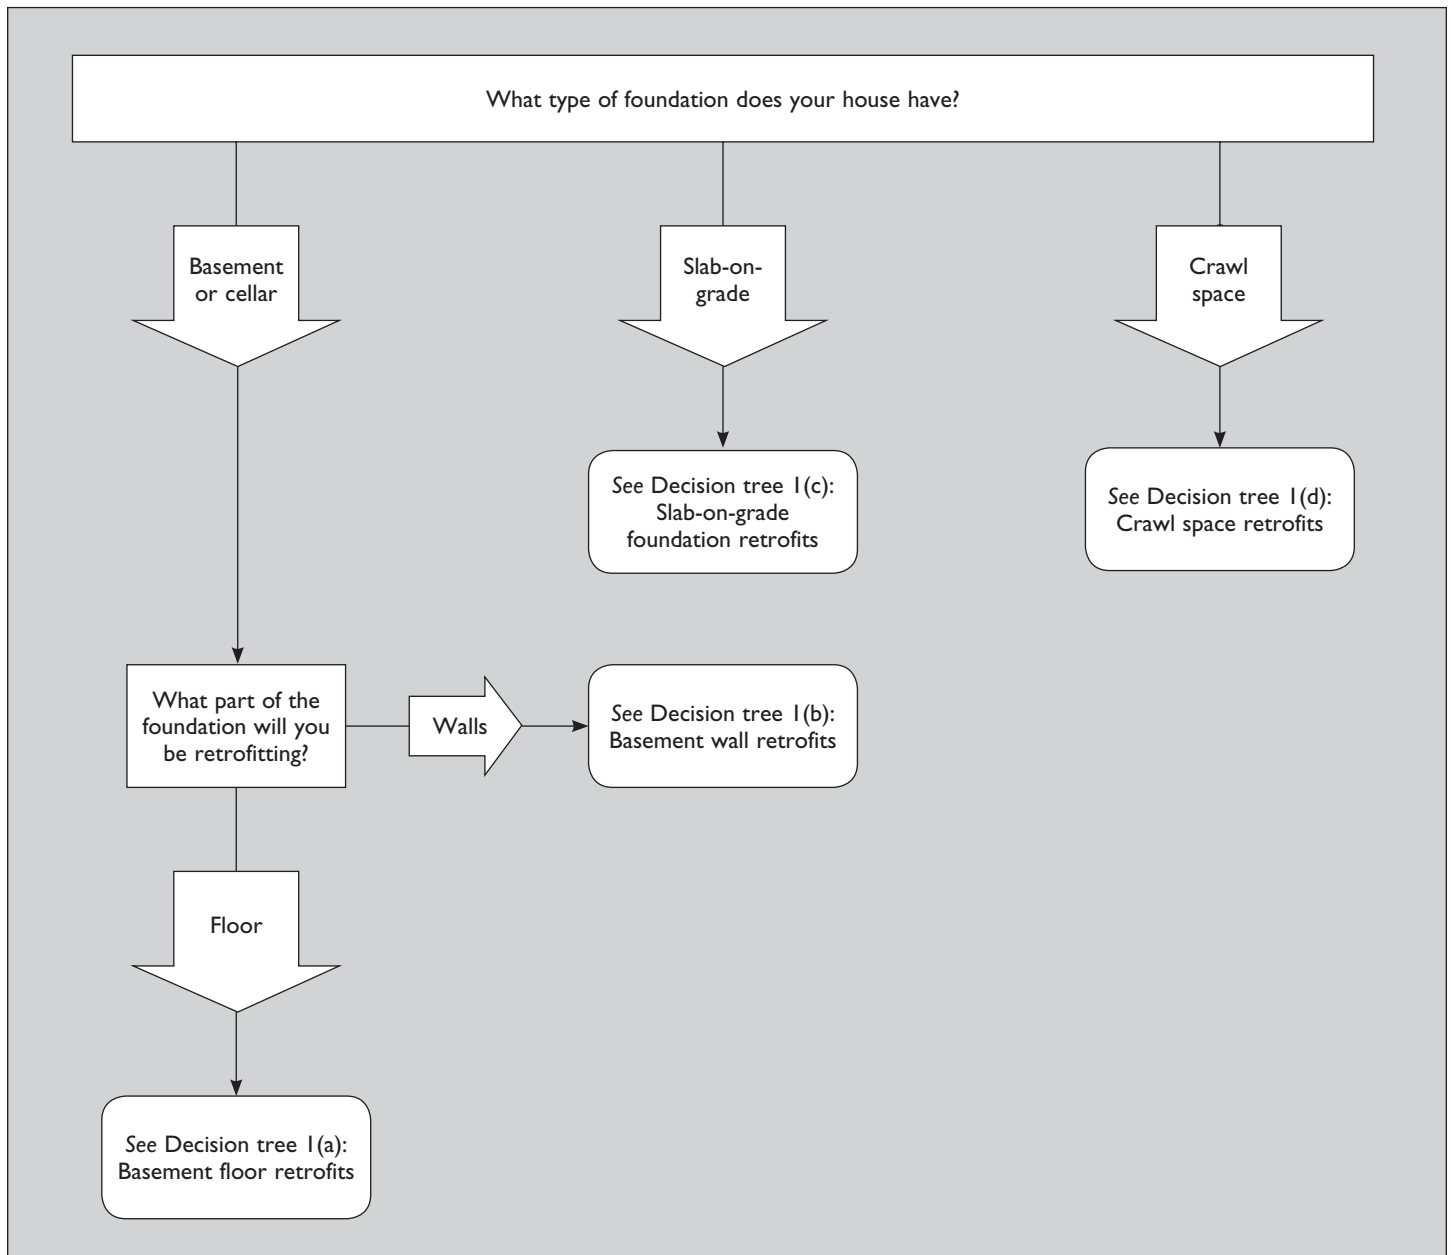 What type of foundation does your house have?
Basement
or cellar
Slab-on-
grade
Crawl
space
See Decision tree 1(c):
Slab-on-grade
foundation retrofits
See Decision tree 1(d):
Crawl space retrofits
What part of the
foundation will you
be retrofitting?
Walls
See Decision tree 1(b):
Basement wall retrofits
Floor
See Decision tree 1(a):
Basement floor retrofits